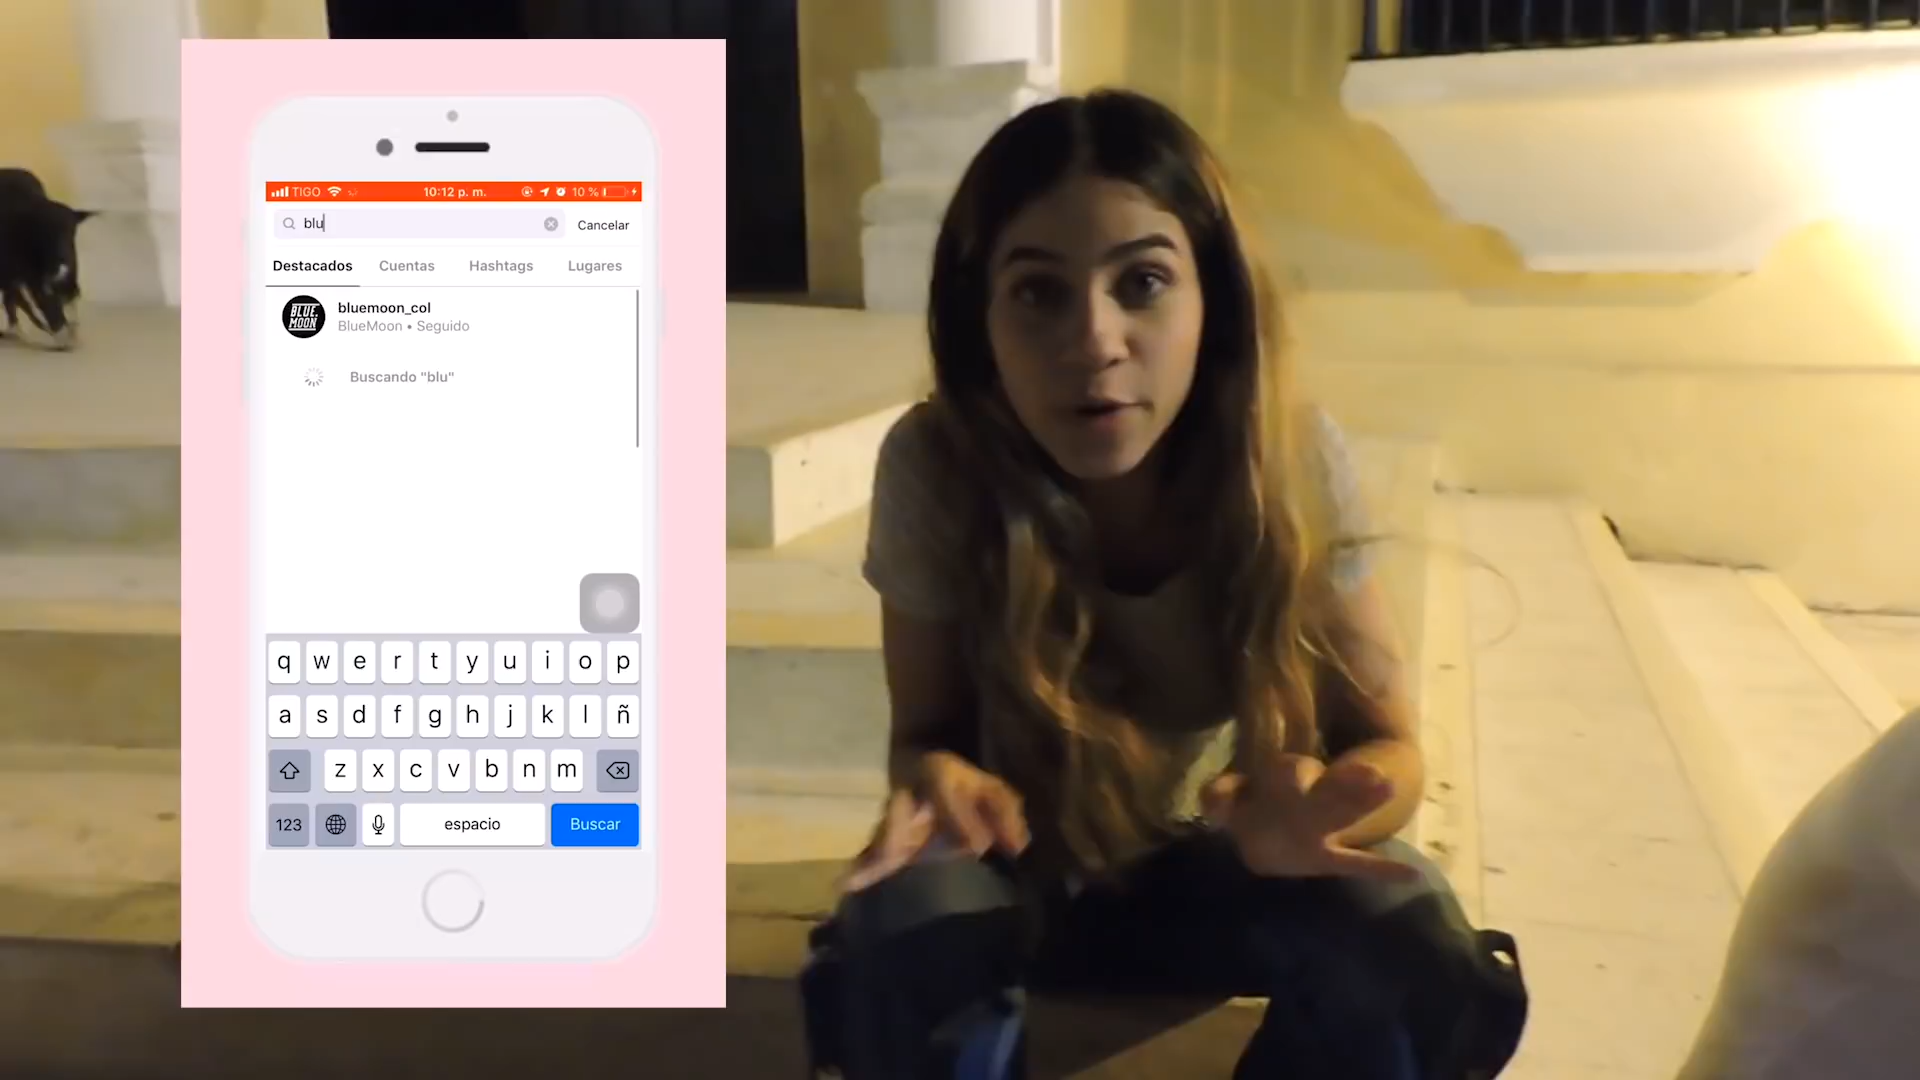 TIGO 10:12 p. m. 10 %
blu Cancelar
Destacados Cuentas Hashtags Lugares
BLUE.
MOON
bluemoon_col
BlueMoon • Seguido
Buscando "blu"
q w e r t y u i o p
a s d f g h j k l ñ
z x c v b n m
123 espacio Buscar